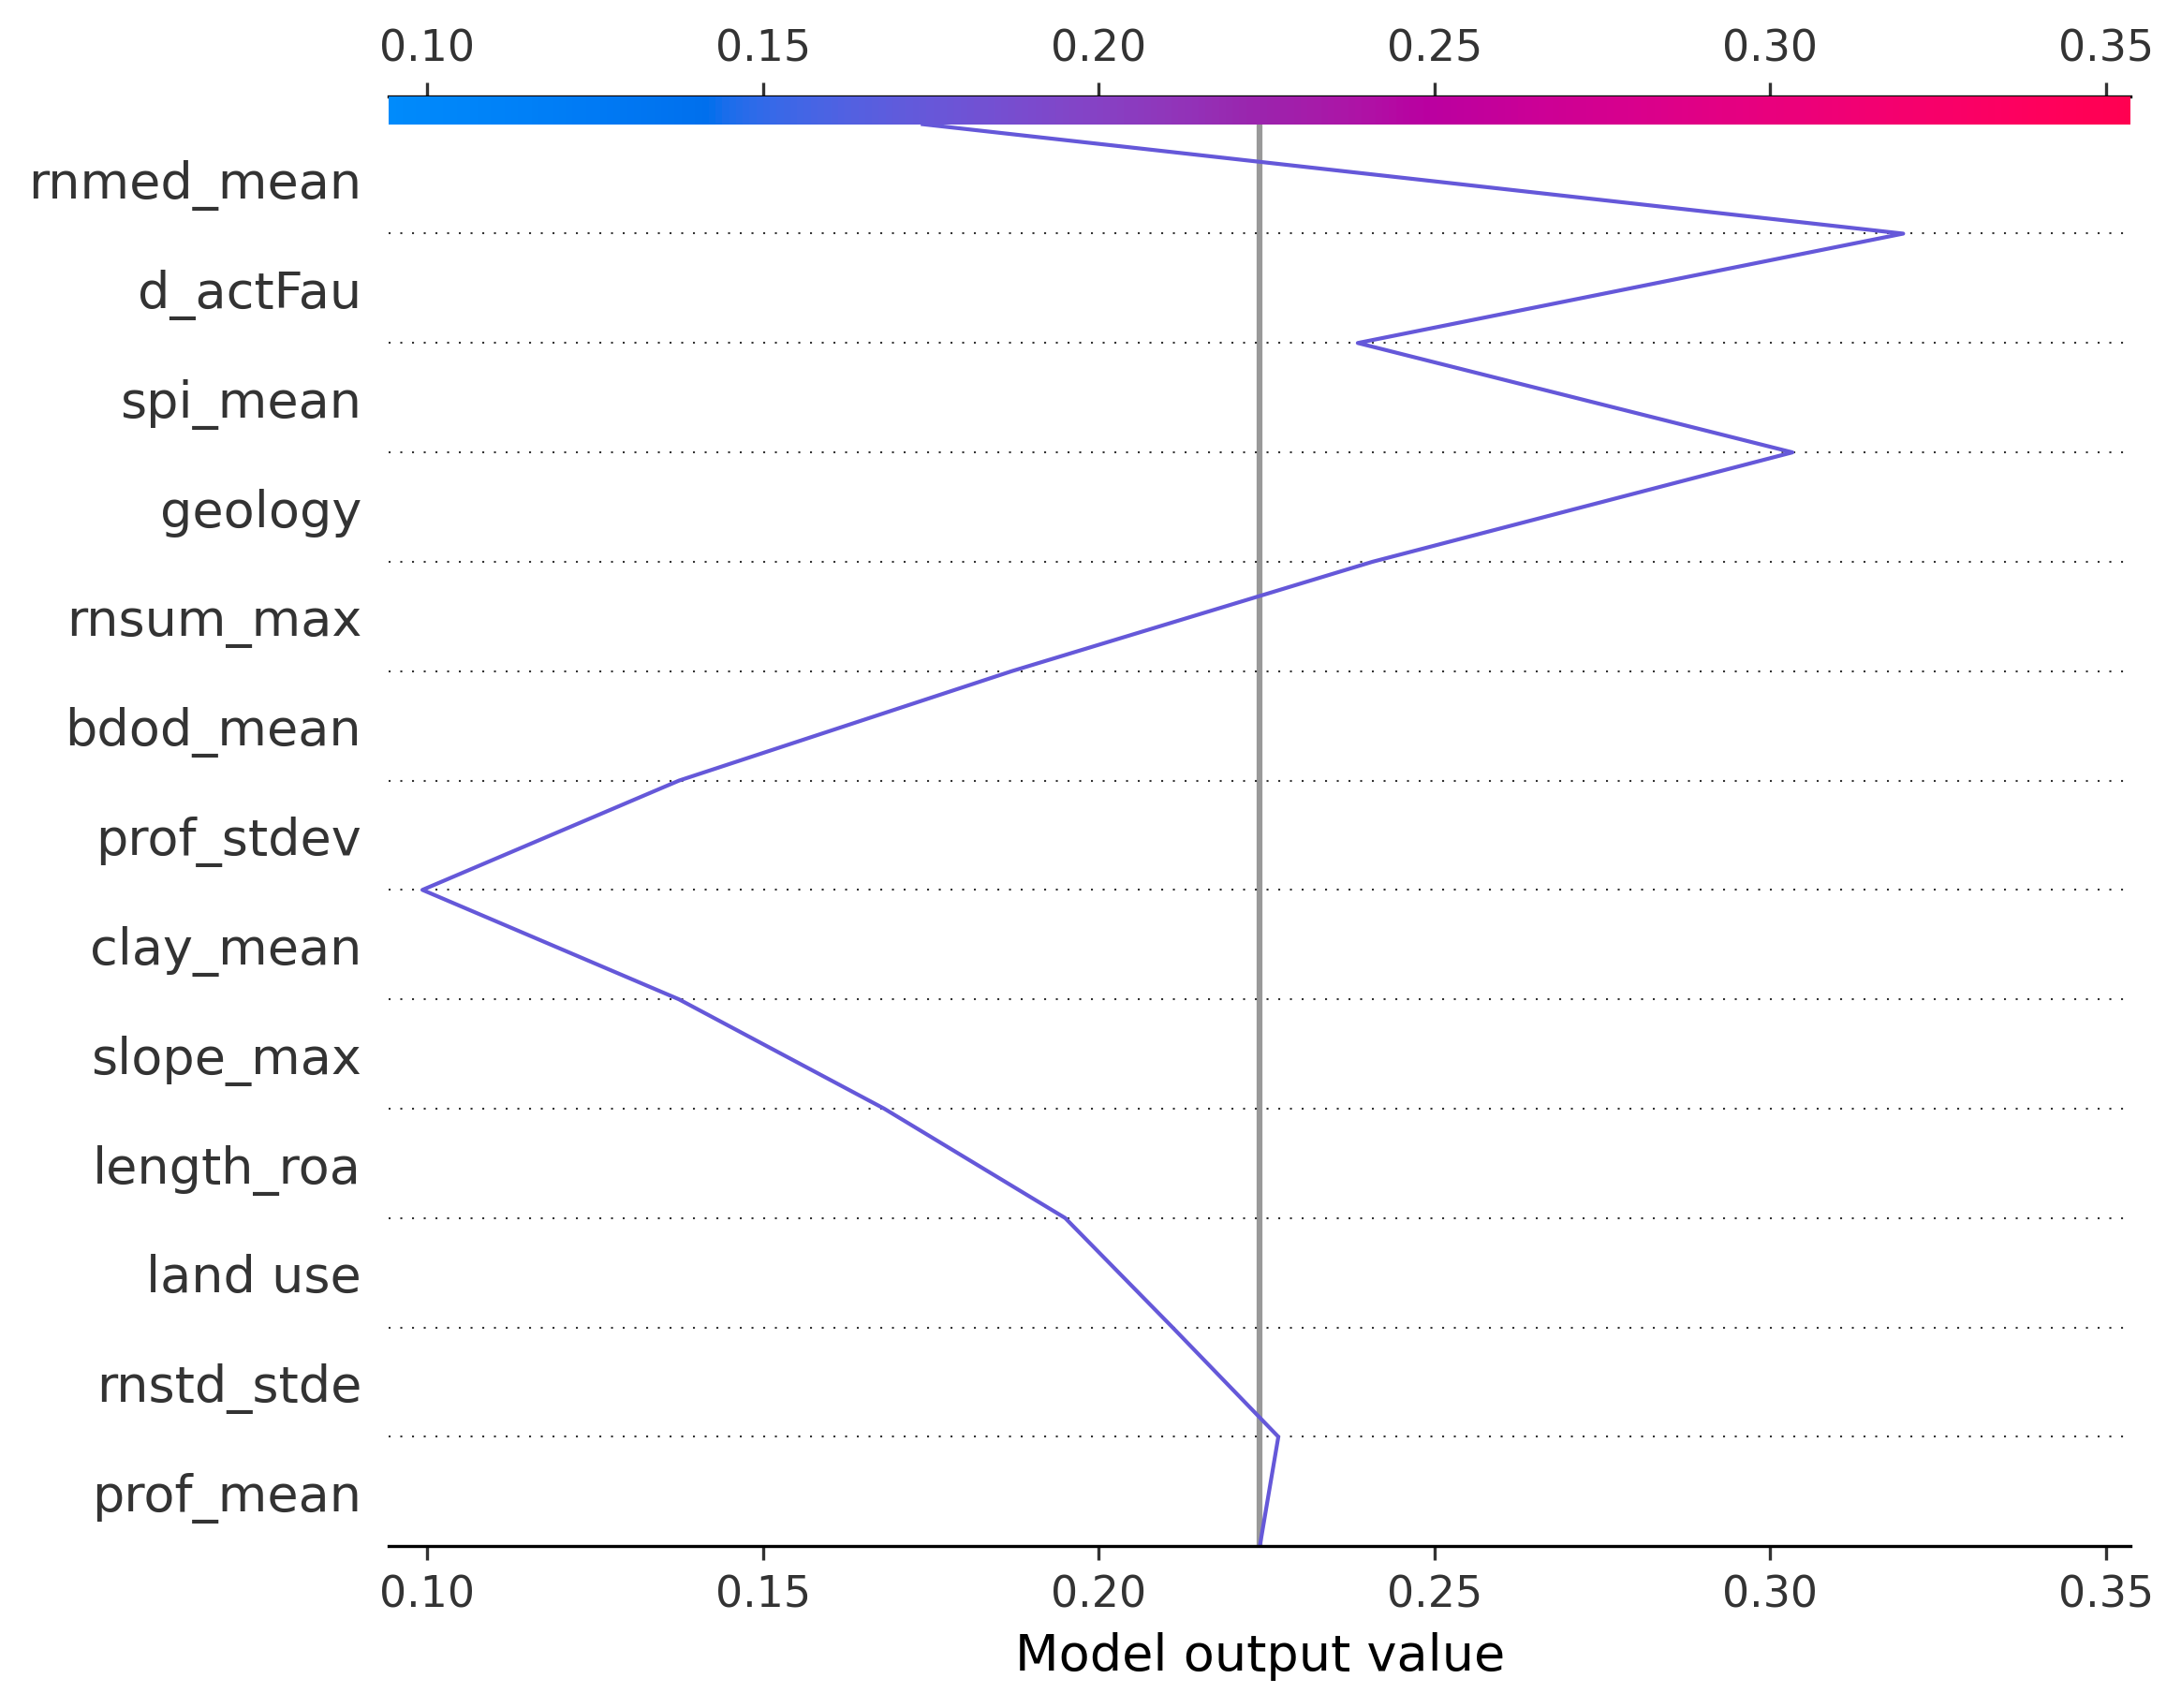 0.10 0.15 0.20 0.25 0.30 0.35
rnmed_mean
d_actFau
spi_mean
geology
rnsum_max
bdod_mean
prof_stdev
clay_mean
slope_max
length_roa
land use
rnstd_stde
prof_mean
0.10 0.15 0.20 0.25 0.30 0.35
Model output value